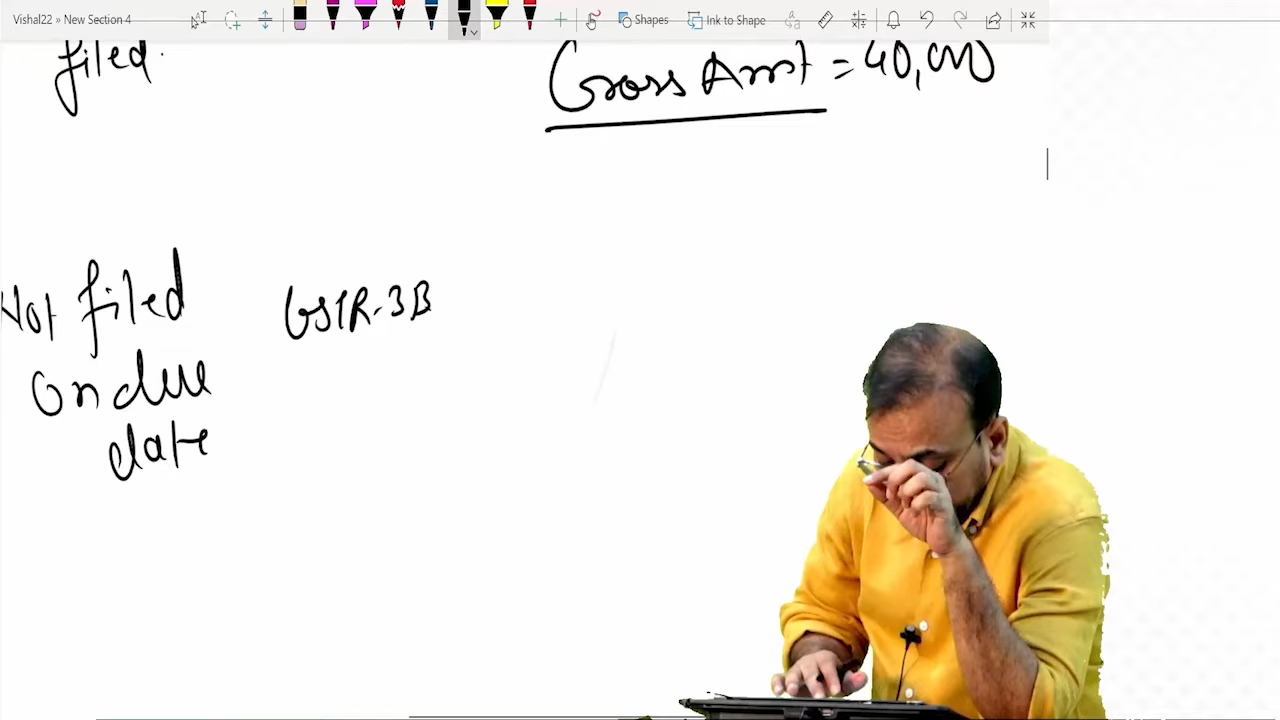 Vishal22 » New Section 4
Shapes
Ink to Shape
filed.
Gross Amt = 40,000
Not filed
on due
date
GSTR-3B